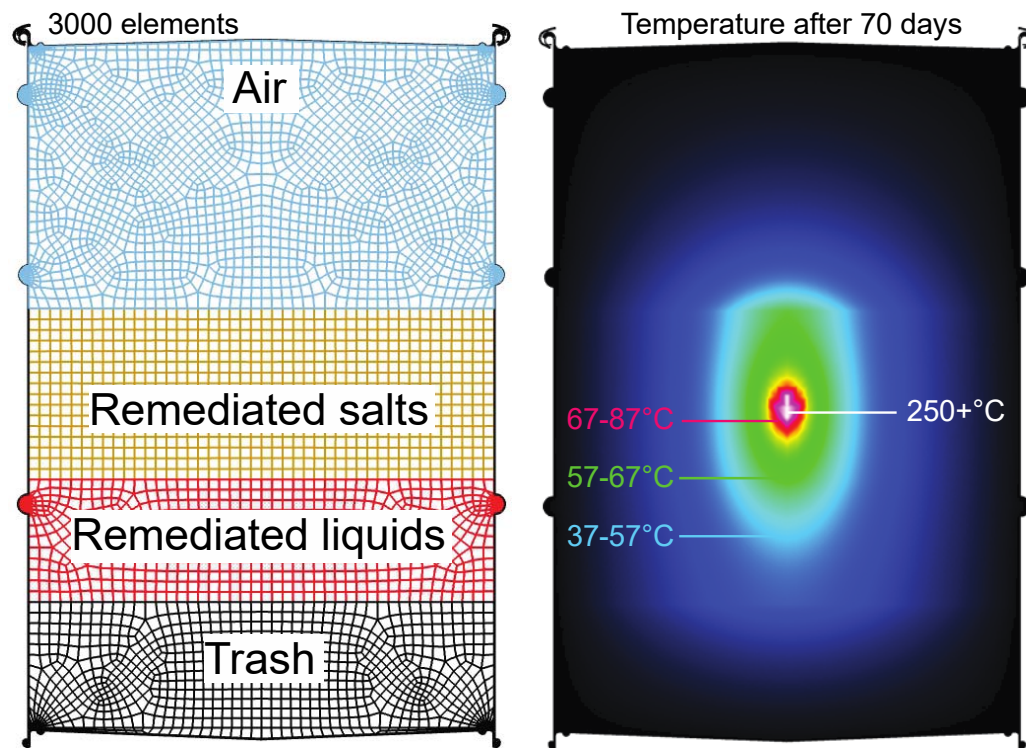 3000 elements
Air
Remediated salts
Remediated liquids
Trash
Temperature after 70 days
250+°C
67-87°C
57-67°C
37-57°C